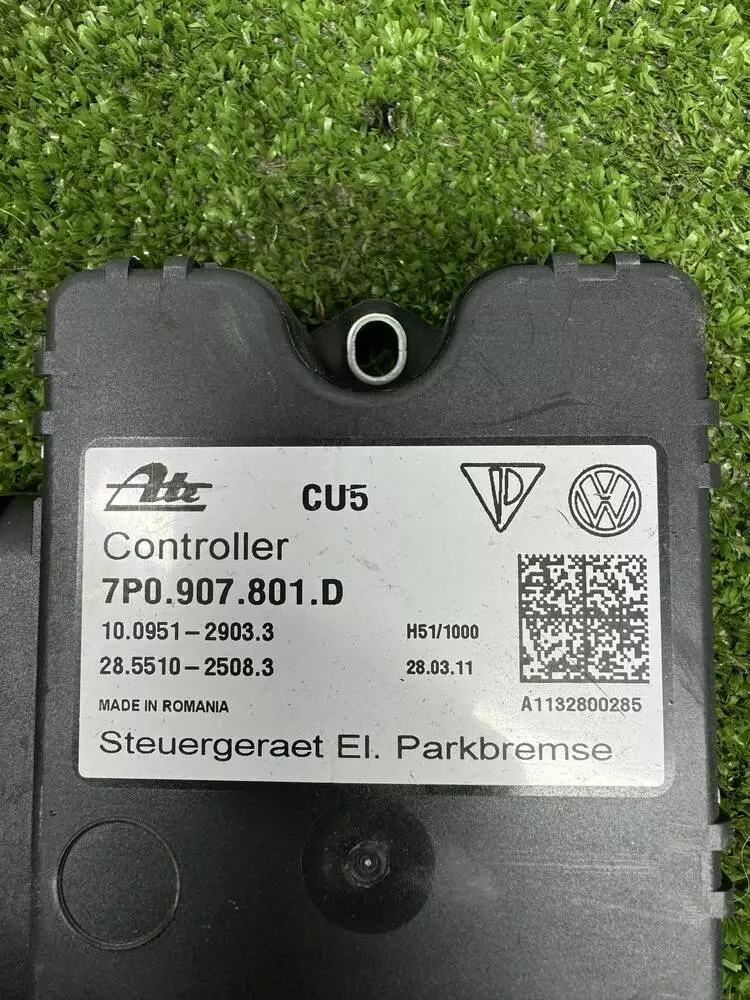 Ate CU5
Controller
7P0.907.801.D
10.0951-2903.3 H51/1000
28.5510-2508.3 28.03.11
MADE IN ROMANIA A1132800285
Steuergeraet El. Parkbremse